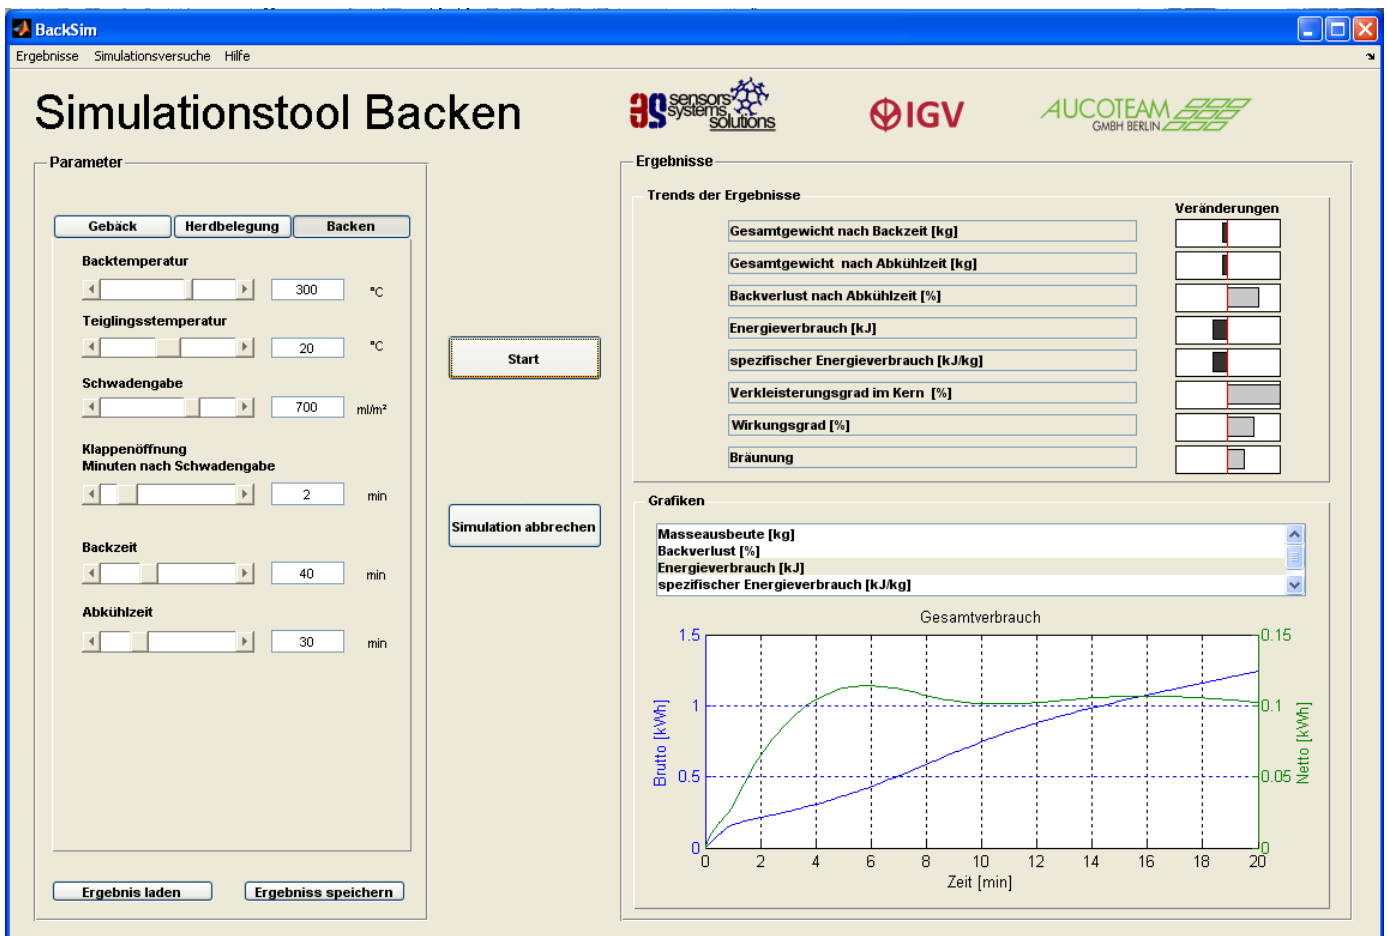 BackSim
Ergebnisse Simulationsversuche Hilfe
Simulationstool Backen
3S sensors systems solutions
IGV
AUCOTEAM
GMBH BERLIN
Parameter
Gebäck Herdbelegung Backen
Backtemperatur
300 °C
Teiglingsstemperatur
20 °C
Schwadengabe
700 ml/m²
Klappenöffnung
Minuten nach Schwadengabe
2 min
Backzeit
40 min
Abkühlzeit
30 min
Ergebnis laden Ergebniss speichern
Start
Simulation abbrechen
Ergebnisse
Trends der Ergebnisse
Veränderungen
Gesamtgewicht nach Backzeit [kg]
Gesamtgewicht nach Abkühlzeit [kg]
Backverlust nach Abkühlzeit [%]
Energieverbrauch [kJ]
spezifischer Energieverbrauch [kJ/kg]
Verkleisterungsgrad im Kern [%]
Wirkungsgrad [%]
Bräunung
Grafiken
Masseausbeute [kg]
Backverlust [%]
Energieverbrauch [kJ]
spezifischer Energieverbrauch [kJ/kg]
Gesamtverbrauch
1.5 0.15
1 0.1
0.5 0.05
0 0
Brutto [kWh]
Netto [kWh]
0 2 4 6 8 10 12 14 16 18 20
Zeit [min]